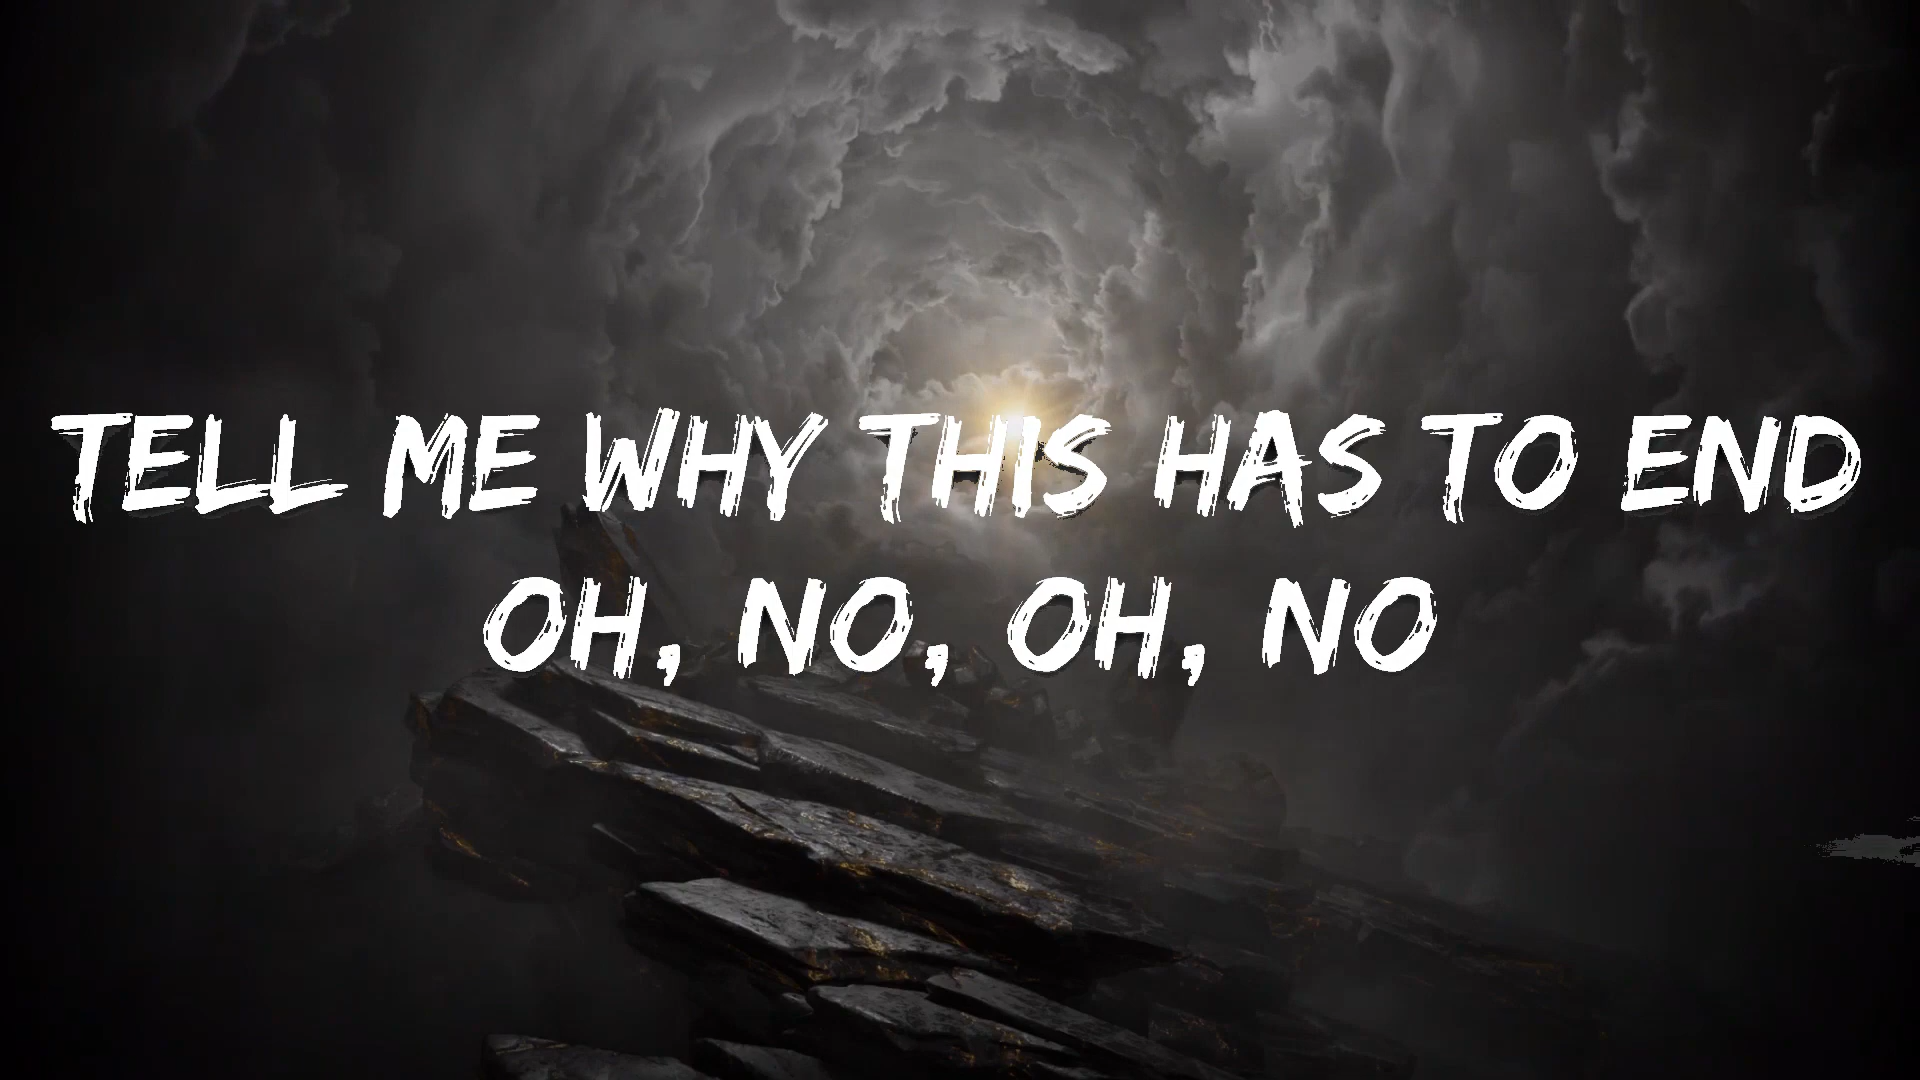 TELL ME WHY THIS HAS TO END
OH, NO, OH, NO